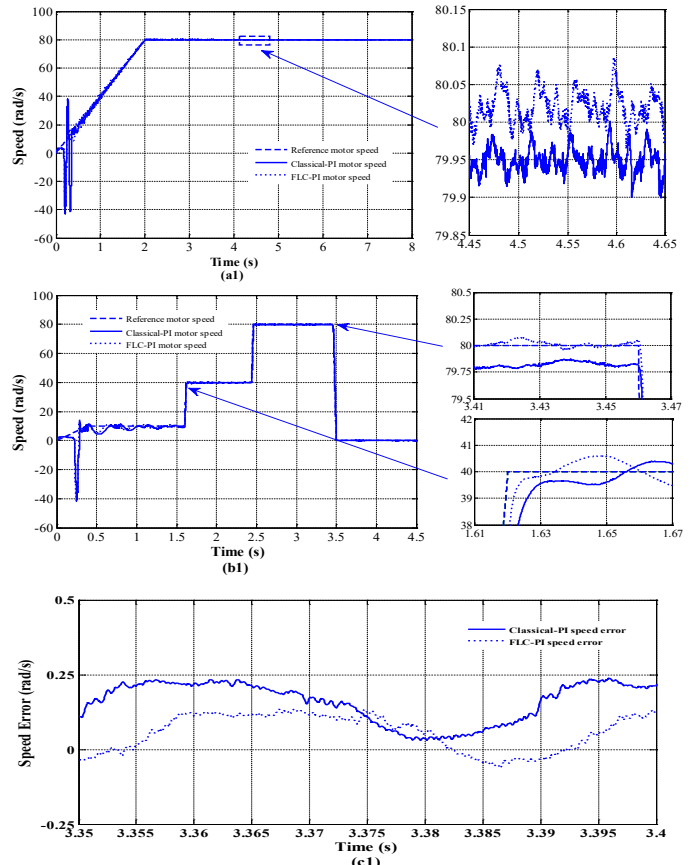 100
80
60
40
20
0
-20
-40
-60
0 1 2 3 4 5 6 7 8
Speed (rad/s)
Time (s)
(a1)
Reference motor speed
Classical-PI motor speed
FLC-PI motor speed
80.15
80.1
80.05
80
79.95
79.9
79.85
4.45 4.5 4.55 4.6 4.65
100
80
60
40
20
0
-20
-40
-60
0 0.5 1 1.5 2 2.5 3 3.5 4 4.5
Speed (rad/s)
Time (s)
(b1)
Reference motor speed
Classical-PI motor speed
FLC-PI motor speed
80.5
80.25
80
79.75
79.5
3.41 3.43 3.45 3.47
42
41
40
39
38
1.61 1.63 1.65 1.67
0.5
0.25
0
-0.25
3.35 3.355 3.36 3.365 3.37 3.375 3.38 3.385 3.39 3.395 3.4
Speed Error (rad/s)
Time (s)
(c1)
Classical-PI speed error
FLC-PI speed error